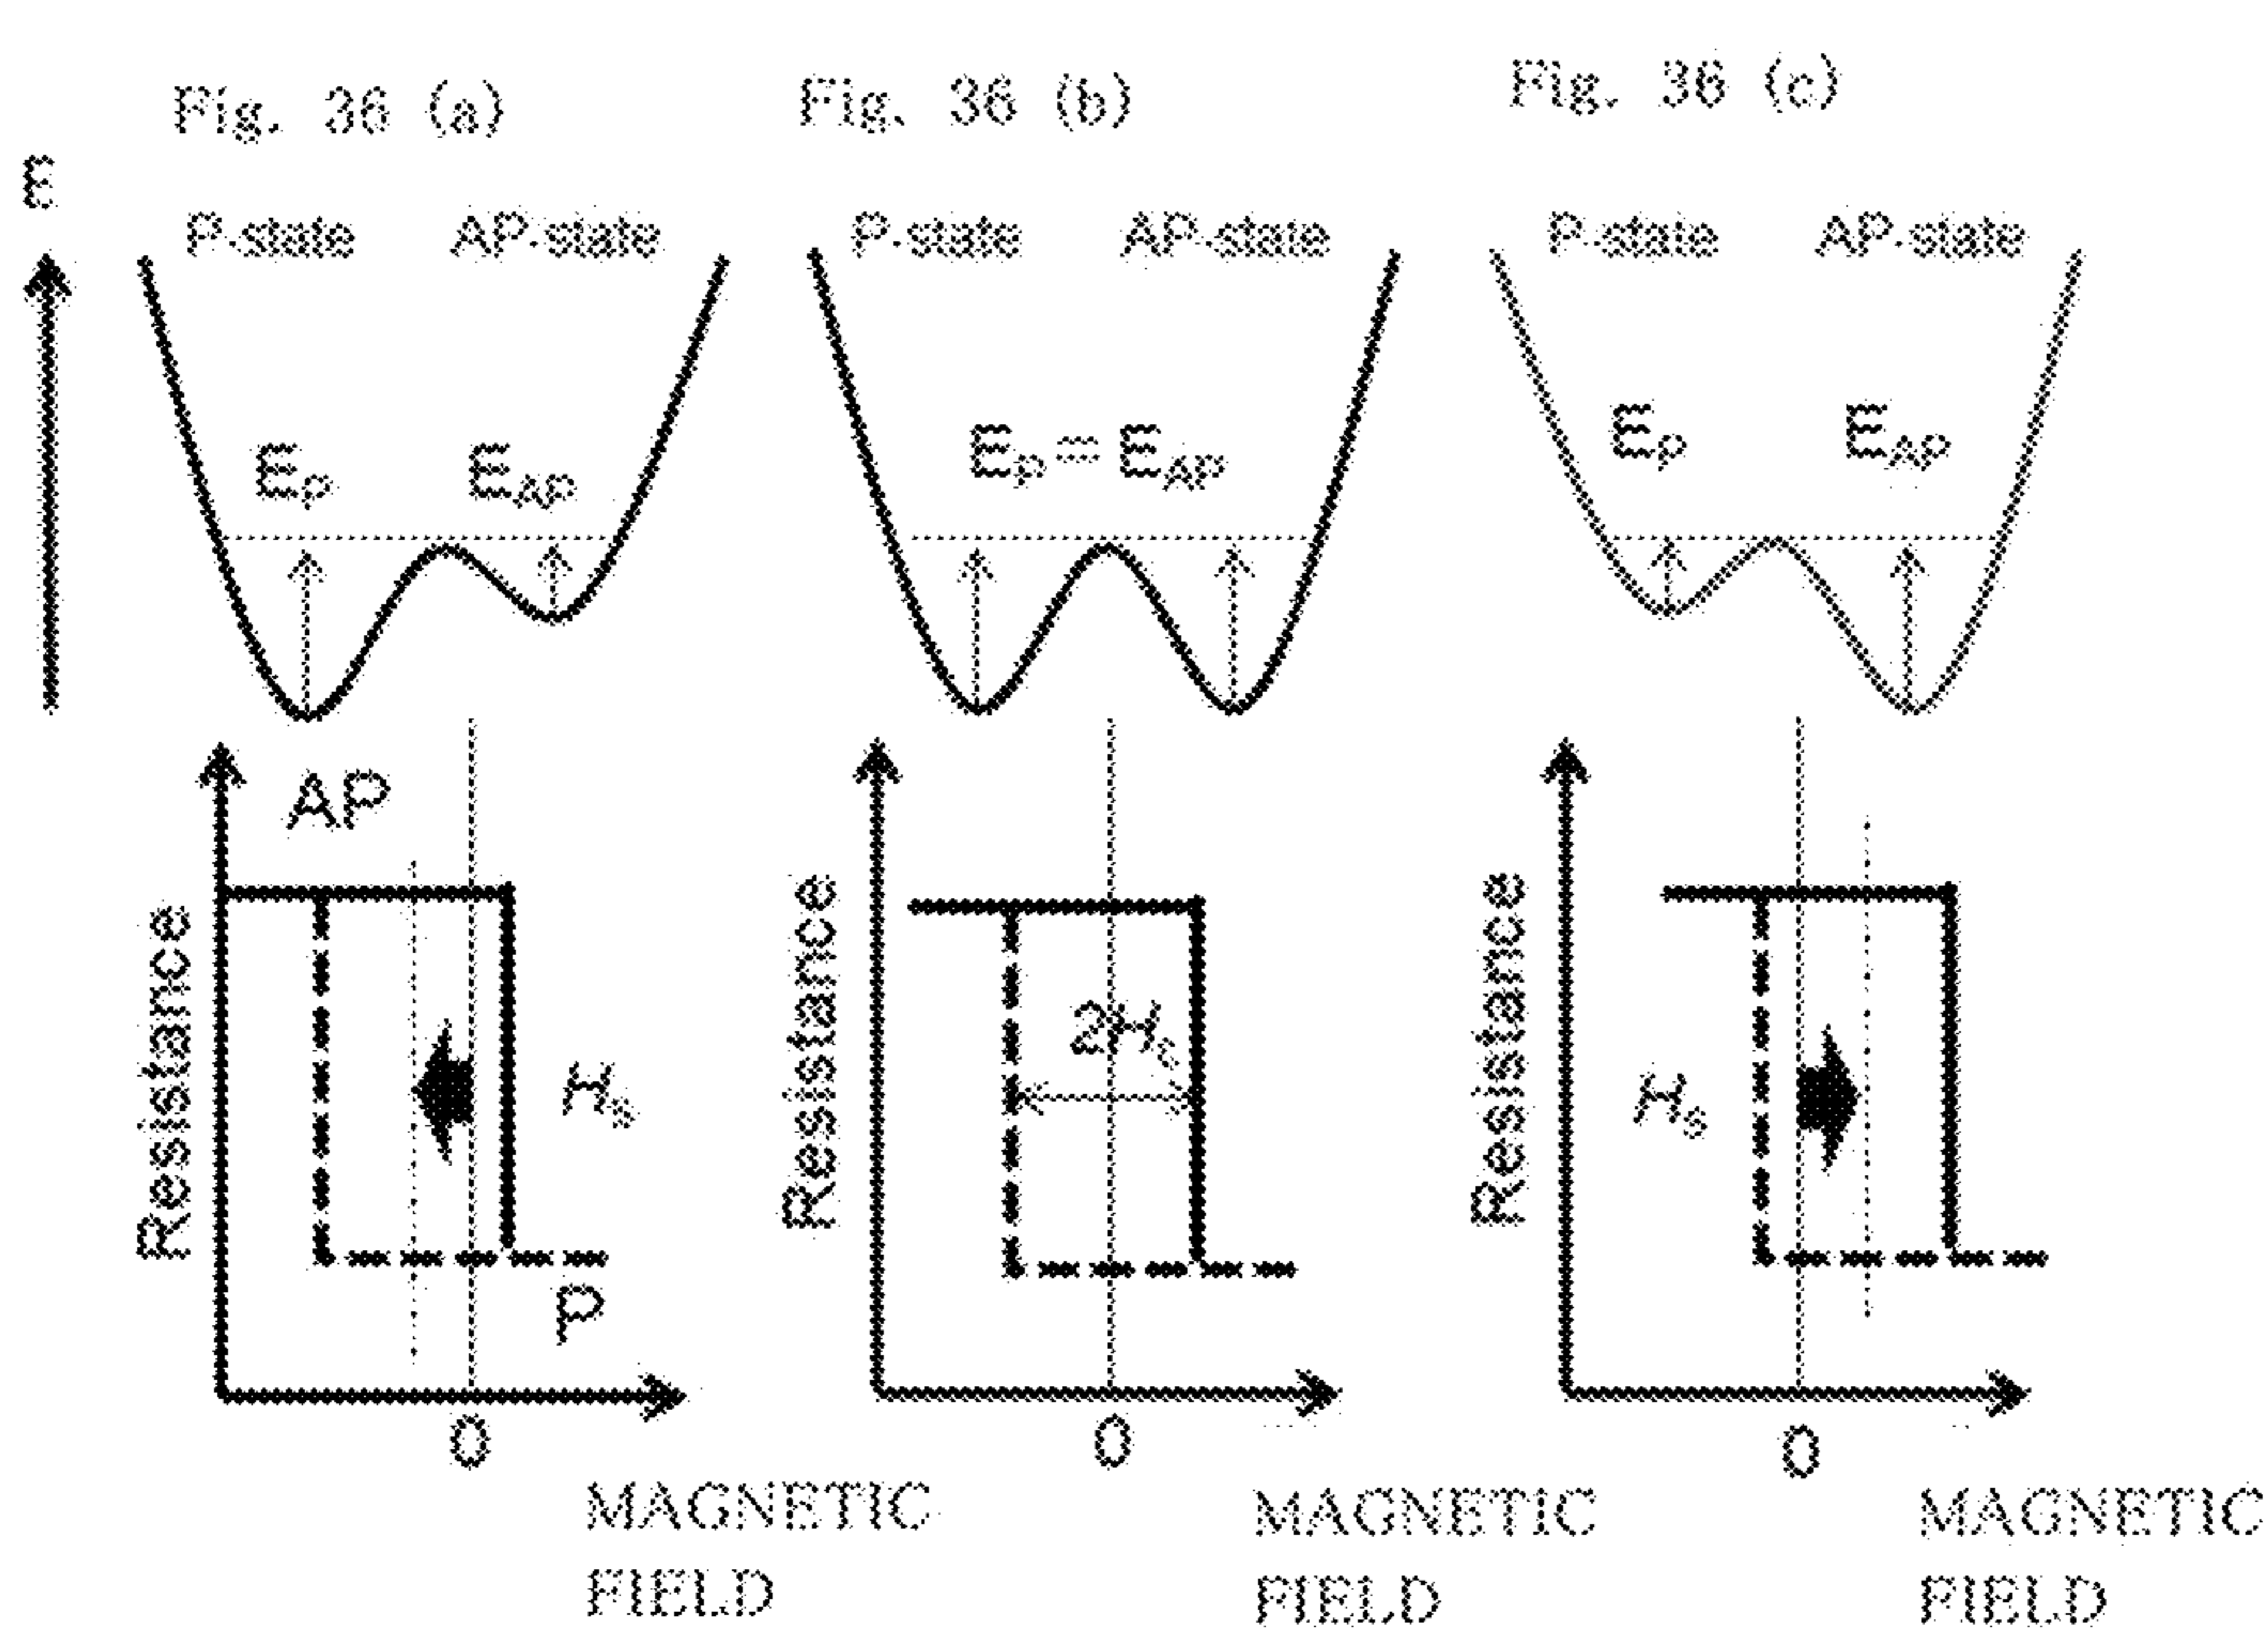 Fig. 36 (a)
Fig. 36 (b)
Fig. 36 (c)
E
P-state
AP-state
P-state
AP-state
P-state
AP-state
EP
EAP
EP = EAP
EP
EAP
AP
Resistance
HS
P
0
MAGNETIC
FIELD
Resistance
2Hc
0
MAGNETIC
FIELD
Resistance
HS
0
MAGNETIC
FIELD